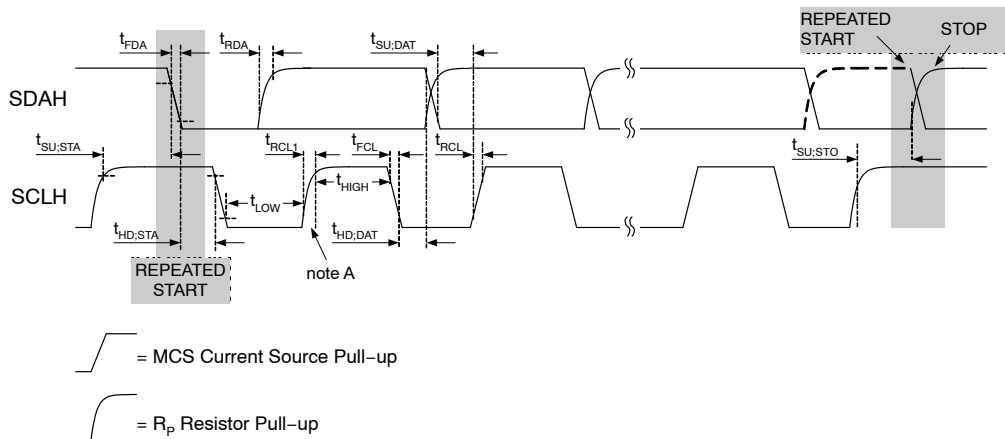 REPEATED
START
STOP
tFDA
tRDA
tSU;DAT
SDAH
tSU;STA
tRCL1
tFCL
tRCL
tSU;STO
tHIGH
SCLH
tLOW
tHD;STA
tHD;DAT
REPEATED
START
note A
= MCS Current Source Pull-up
= RP Resistor Pull-up